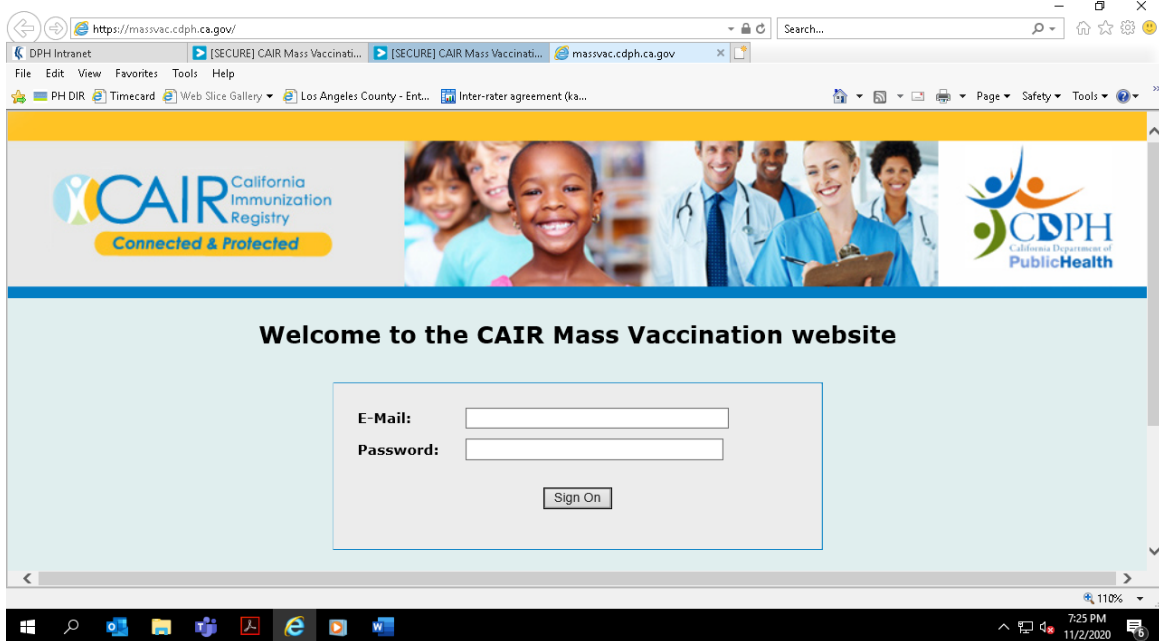 https://massvac.cdph.ca.gov/ Search...
DPH Intranet [SECURE] CAIR Mass Vaccinati... [SECURE] CAIR Mass Vaccinati... massvac.cdph.ca.gov
File Edit View Favorites Tools Help
PH DIR Timecard Web Slice Gallery Los Angeles County - Ent... Inter-rater agreement (ka... Page Safety Tools
CAIR California
Immunization
Registry
Connected & Protected
CDPH
California Department of
PublicHealth
Welcome to the CAIR Mass Vaccination website
E-Mail:
Password:
Sign On
110%
7:25 PM
11/2/2020
6